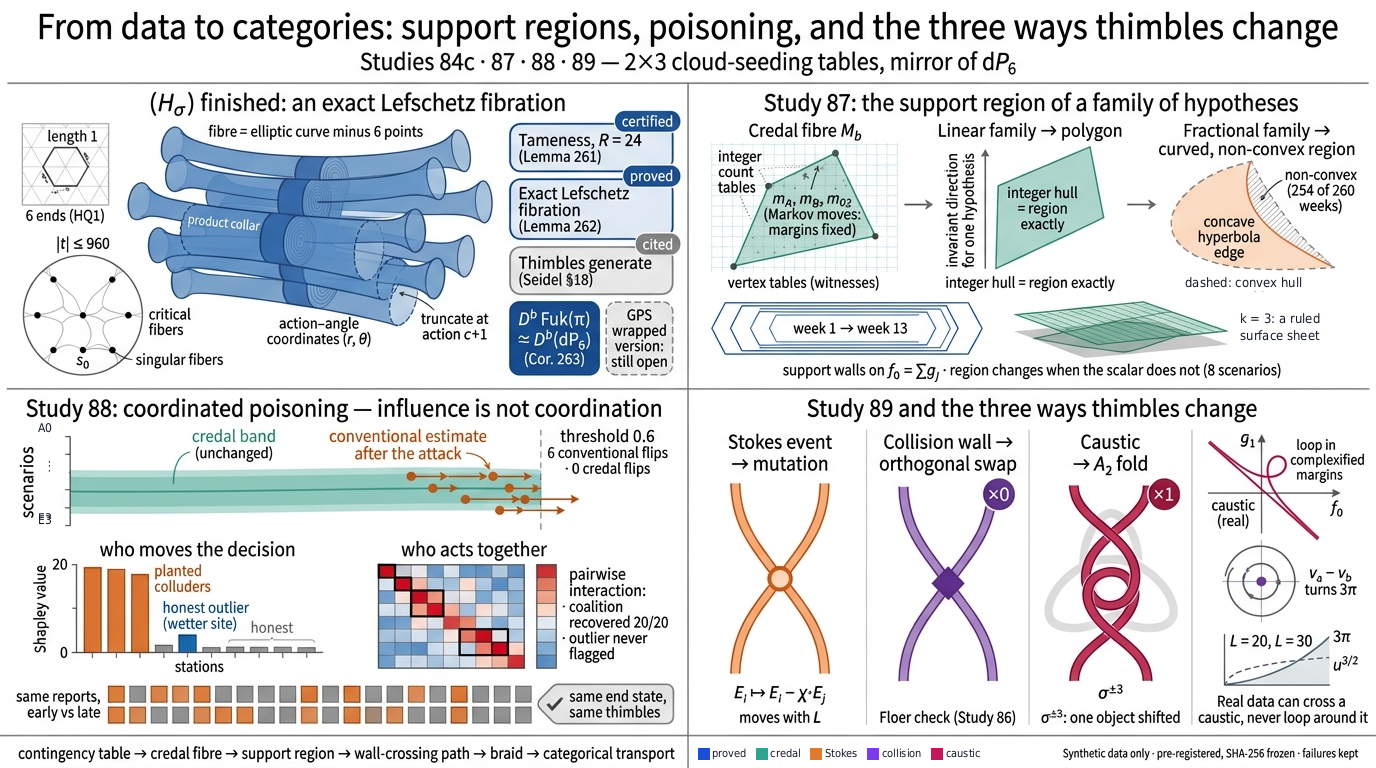 From data to categories: support regions, poisoning, and the three ways thimbles change
Studies 84c · 87 · 88 · 89 — 2×3 cloud-seeding tables, mirror of dP₆
(H_σ) finished: an exact Lefschetz fibration
length 1
6 ends (HQ1)
|t| ≤ 960
critical
fibers
singular fibers
s₀
fibre = elliptic curve minus 6 points
product collar
action–angle
coordinates (r, θ)
truncate at
action c+1
certified
Tameness, R = 24
(Lemma 261)
proved
Exact Lefschetz
fibration
(Lemma 262)
cited
Thimbles generate
(Seidel §18)
Dᵇ Fuk(π)
≃ Dᵇ(dP₆)
(Cor. 263)
GPS
wrapped
version:
still open
Study 87: the support region of a family of hypotheses
Credal fibre M_b
integer
count
tables
m_A, m_B, m_02
(Markov moves:
margins fixed)
vertex tables (witnesses)
Linear family → polygon
invariant direction
for one hypothesis
integer hull
= region
exactly
integer hull = region exactly
Fractional family →
curved, non-convex region
non-convex
(254 of 260
weeks)
concave
hyperbola
edge
dashed: convex hull
week 1 → week 13
k = 3: a ruled
surface sheet
support walls on f₀ = ∑gⱼ · region changes when the scalar does not (8 scenarios)
Study 88: coordinated poisoning — influence is not coordination
scenarios
A0
⋮
E3
credal band
(unchanged)
conventional estimate
after the attack
threshold 0.6
6 conventional flips
· 0 credal flips
who moves the decision
Shapley value
20
10
0
planted
colluders
honest outlier
(wetter site)
honest
stations
who acts together
pairwise
interaction:
· coalition
recovered 20/20
· outlier never
flagged
same reports,
early vs late
same end state,
same thimbles
Study 89 and the three ways thimbles change
Stokes event
→ mutation
E_i ↦ E_i − χ·E_j
moves with L
Collision wall →
orthogonal swap
×0
Floer check (Study 86)
Caustic
→ A₂ fold
×1
σ^±3
σ^±3: one object shifted
g₁
loop in
complexified
margins
caustic
(real)
f₀
v_a − v_b
turns 3π
L = 20, L = 30
3π
u^3/2
Real data can cross a
caustic, never loop around it
contingency table → credal fibre → support region → wall-crossing path → braid → categorical transport
proved
credal
Stokes
collision
caustic
Synthetic data only · pre-registered, SHA-256 frozen · failures kept